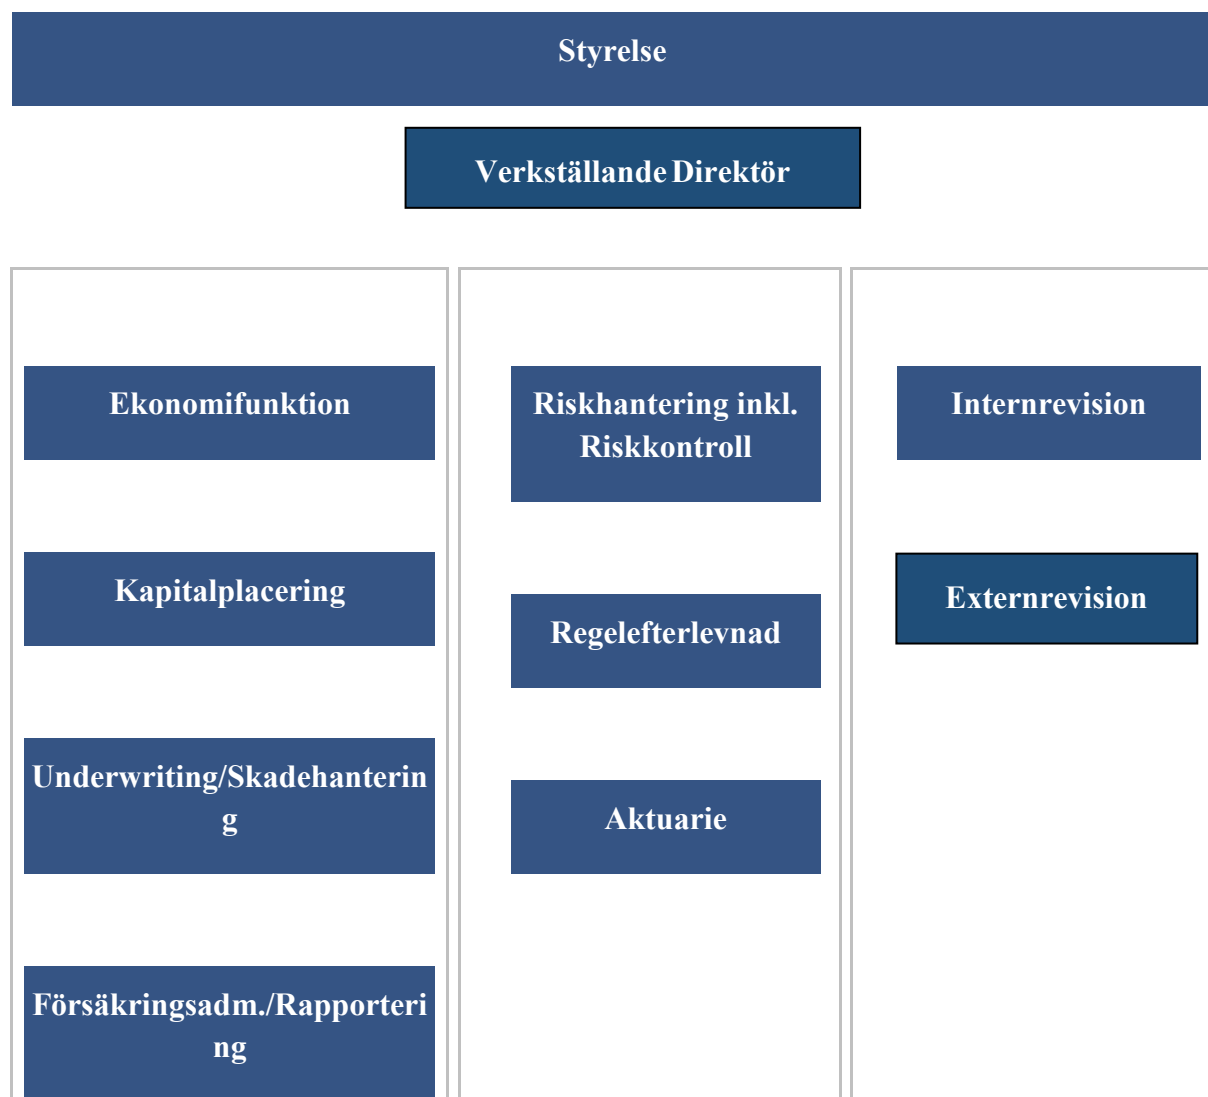 Styrelse
Verkställande Direktör
Ekonomifunktion
Kapitalplacering
Underwriting/Skadehanterin
g
Försäkringsadm./Rapporteri
ng
Riskhantering inkl.
Riskkontroll
Regelefterlevnad
Aktuarie
Internrevision
Externrevision